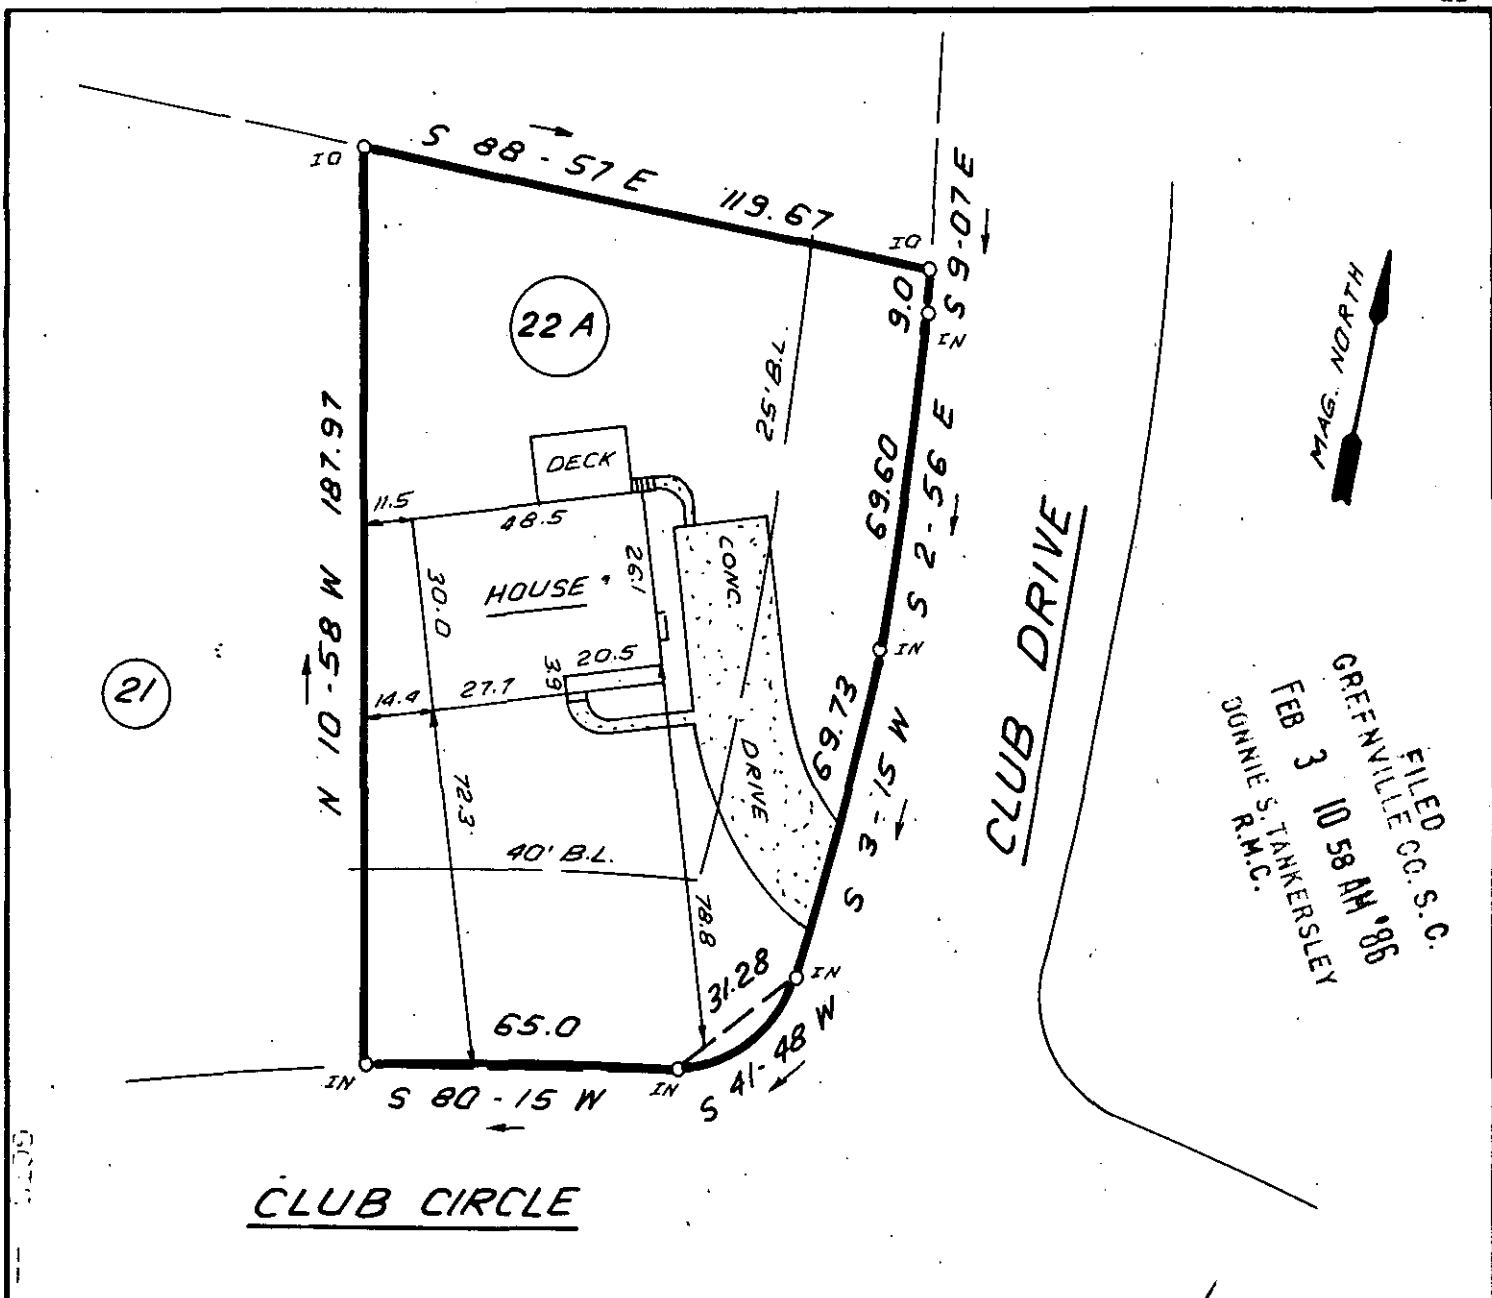 S 88 - 57 E 119.67
IO
IO
S 9-07 E
9.0
IN
22 A
25' B.L.
MAG. NORTH
N 10-58 W 187.97
DECK
11.5
48.5
HOUSE
26.1
30.0
CONC.
DRIVE
69.60
S 2-56 E
IN
CLUB DRIVE
21
14.4
27.7
3.9
20.5
69.73
S 3-15 W
72.3
40' B.L.
78.8
31.28
IN
S 41-48 W
65.0
IN
IN
S 80-15 W
CLUB CIRCLE
FILED
GREENVILLE CO. S. C.
FEB 3 10 58 AM '86
DONNIE S. TANKERSLEY
R.M.C.